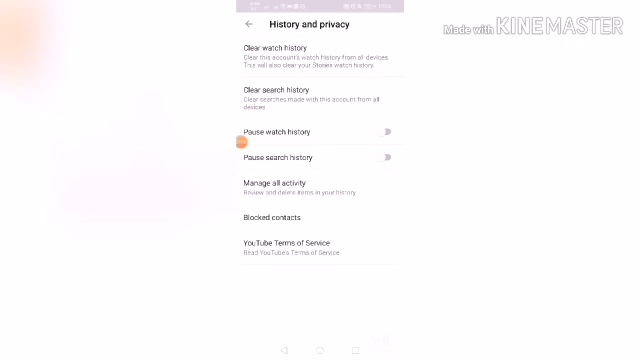 History and privacy
Made with KINEMASTER
Clear watch history
Clear this account's watch history from all devices.
This will also clear your Stories watch history.
Clear search history
Clear searches made with this account from all
devices
Pause watch history
Pause search history
Manage all activity
Review and delete items in your history
Blocked contacts
YouTube Terms of Service
Read YouTube's Terms of Service